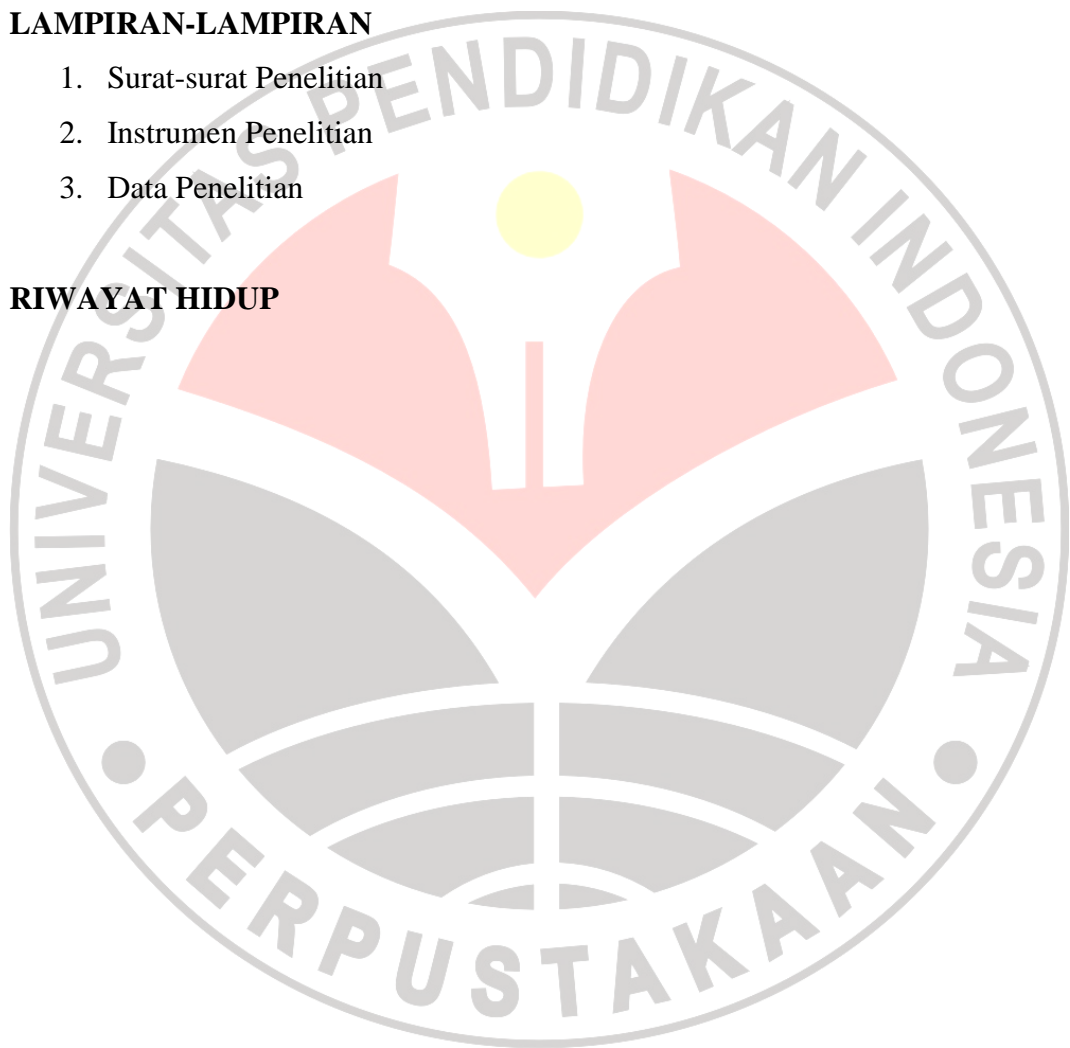 LAMPIRAN-LAMPIRAN
1. Surat-surat Penelitian
2. Instrumen Penelitian
3. Data Penelitian
RIWAYAT HIDUP
UNIVERSITAS PENDIDIKAN INDONESIA
PERPUSTAKAAN